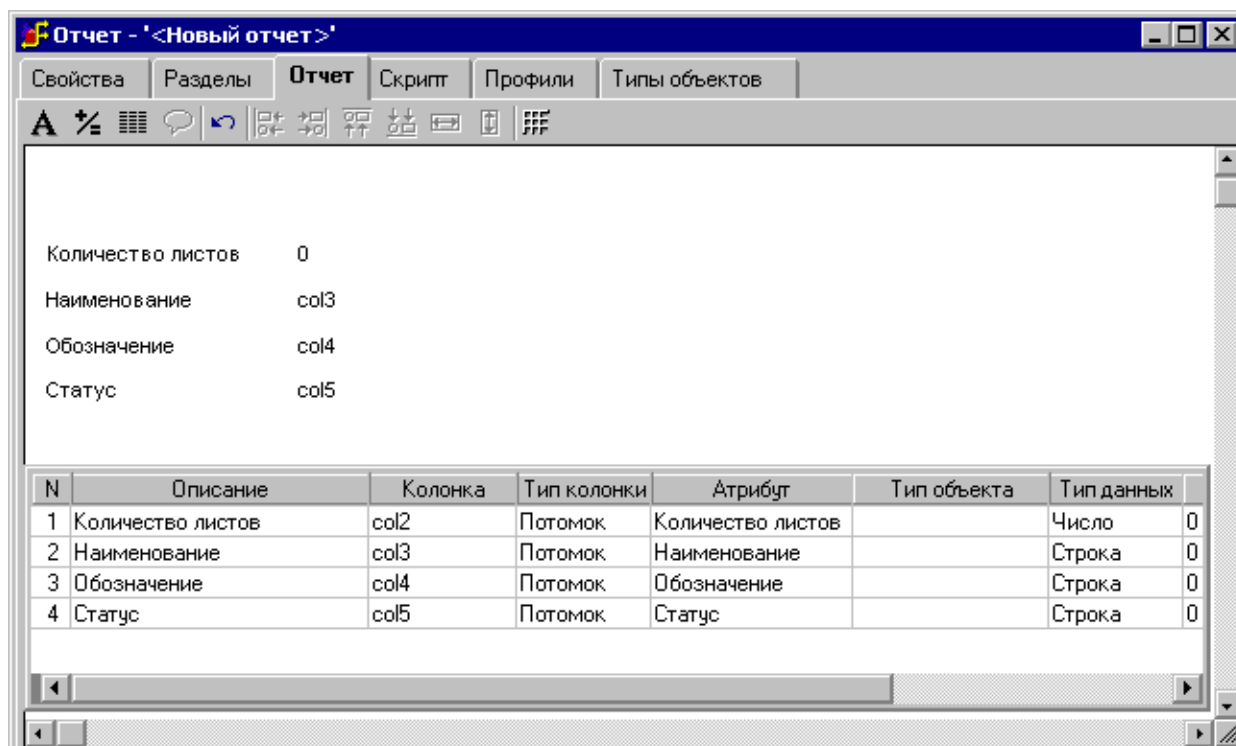 Отчет - '<Новый отчет>'
Свойства Разделы Отчет Скрипт Профили Типы объектов
Количество листов 0
Наименование col3
Обозначение col4
Статус col5
N Описание Колонка Тип колонки Атрибут Тип объекта Тип данных
1 Количество листов col2 Потомок Количество листов Число 0
2 Наименование col3 Потомок Наименование Строка 0
3 Обозначение col4 Потомок Обозначение Строка 0
4 Статус col5 Потомок Статус Строка 0